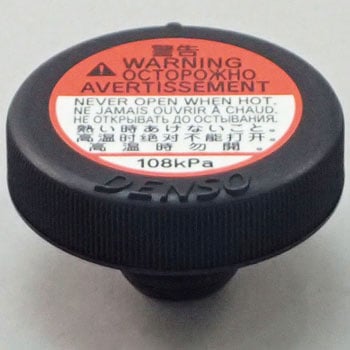 警告
WARNING
ОСТОРОЖНО
AVERTISSEMENT
NEVER OPEN WHEN HOT.
NE JAMAIS OUVRIR À CHAUD.
НЕ ОТКРЫВАТЬ ДО ОСТЫВАНИЯ.
熱い時あけないこと。
高温时绝对不能打开。
高溫時勿開。
108kPa
DENSO